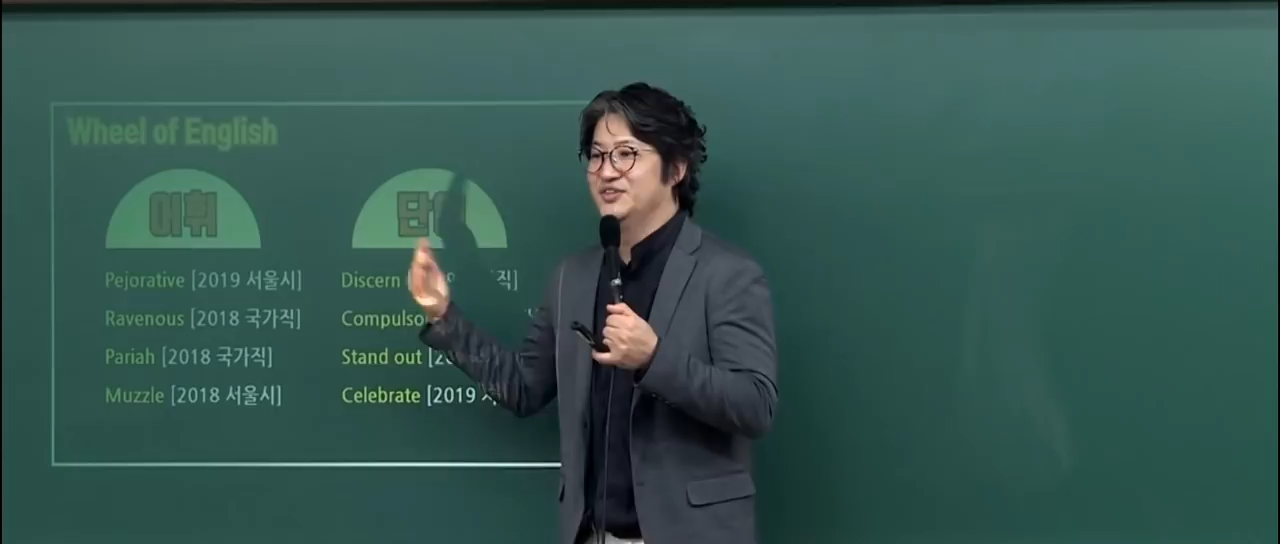 Wheel of English
어휘
Pejorative [2019 서울시]
Ravenous [2018 국가직]
Pariah [2018 국가직]
Muzzle [2018 서울시]
Discern
Stand out
Celebrate [2019